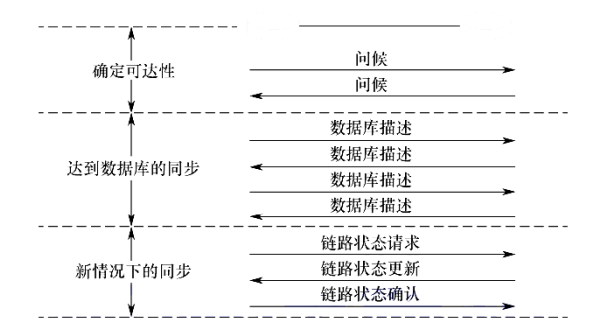 问候
确定可达性
问候
数据库描述
数据库描述
达到数据库的同步
数据库描述
数据库描述
链路状态请求
新情况下的同步
链路状态更新
链路状态确认